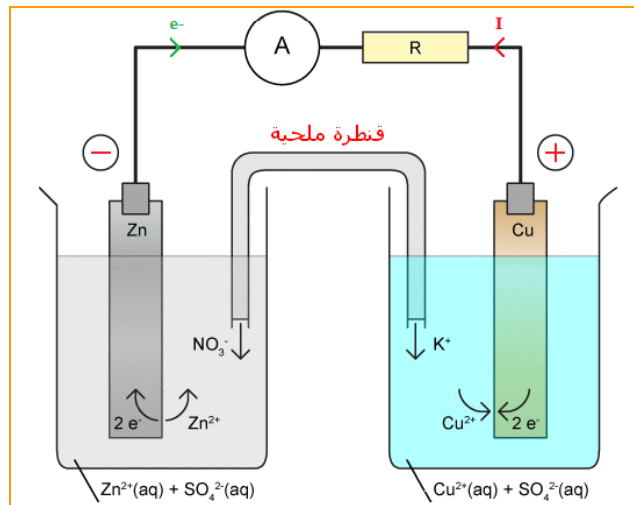 e-
A
R
I
قنطرة ملحية
−
+
Zn
Cu
NO₃⁻
K⁺
2 e⁻
Zn²⁺
Cu²⁺
2 e⁻
Zn²⁺(aq) + SO₄²⁻(aq)
Cu²⁺(aq) + SO₄²⁻(aq)